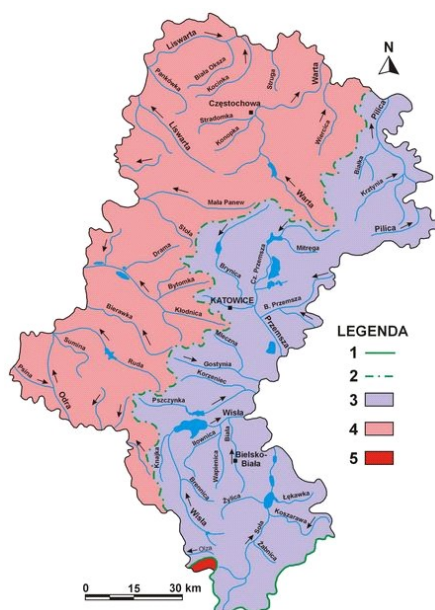 Liswarta
Biała Oksza
Pankówka
Kocinka
Struga
Warta
N
Częstochowa
Stradomka
Konopka
Wiercica
Pilica
Liswarta
Białka
Krztynia
Mała Panew
Warta
Stoła
Pilica
Drama
Mitręga
Brynica
Cz. Przemsza
Bytomka
KATOWICE
B. Przemsza
Bierawka
Kłodnica
Przemsza
LEGENDA
Mleczna
1
Sumina
Gostynia
2
Ruda
Korzeniec
Psina
3
Odra
Pszczynka
Wisła
4
Iłownica
Biała
5
Knajka
Wapienica
Bielsko-
Biała
Brennica
Żylica
Łękawka
Wisła
Koszarawa
Soła
Olza
Żabnica
0 15 30 km